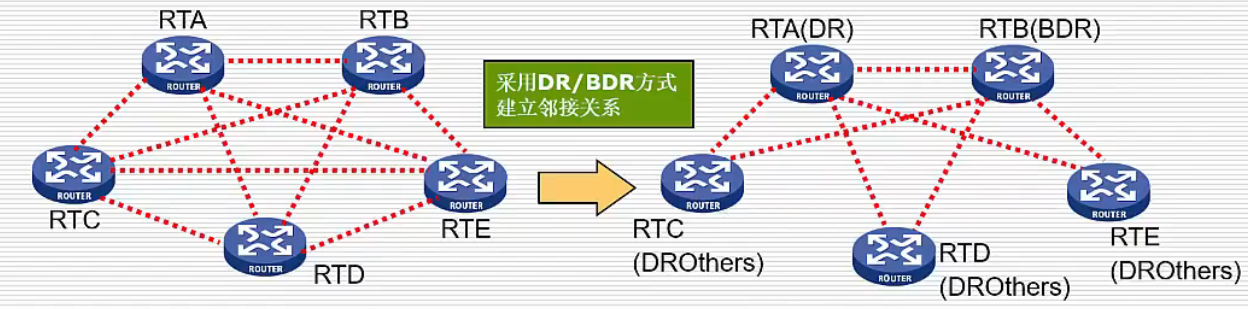 RTA
RTB
ROUTER
ROUTER
采用DR/BDR方式
建立邻接关系
ROUTER
RTC
ROUTER
RTE
ROUTER
RTD
RTA(DR)
RTB(BDR)
ROUTER
ROUTER
ROUTER
RTC
(DROthers)
ROUTER
RTE
(DROthers)
ROUTER
RTD
(DROthers)